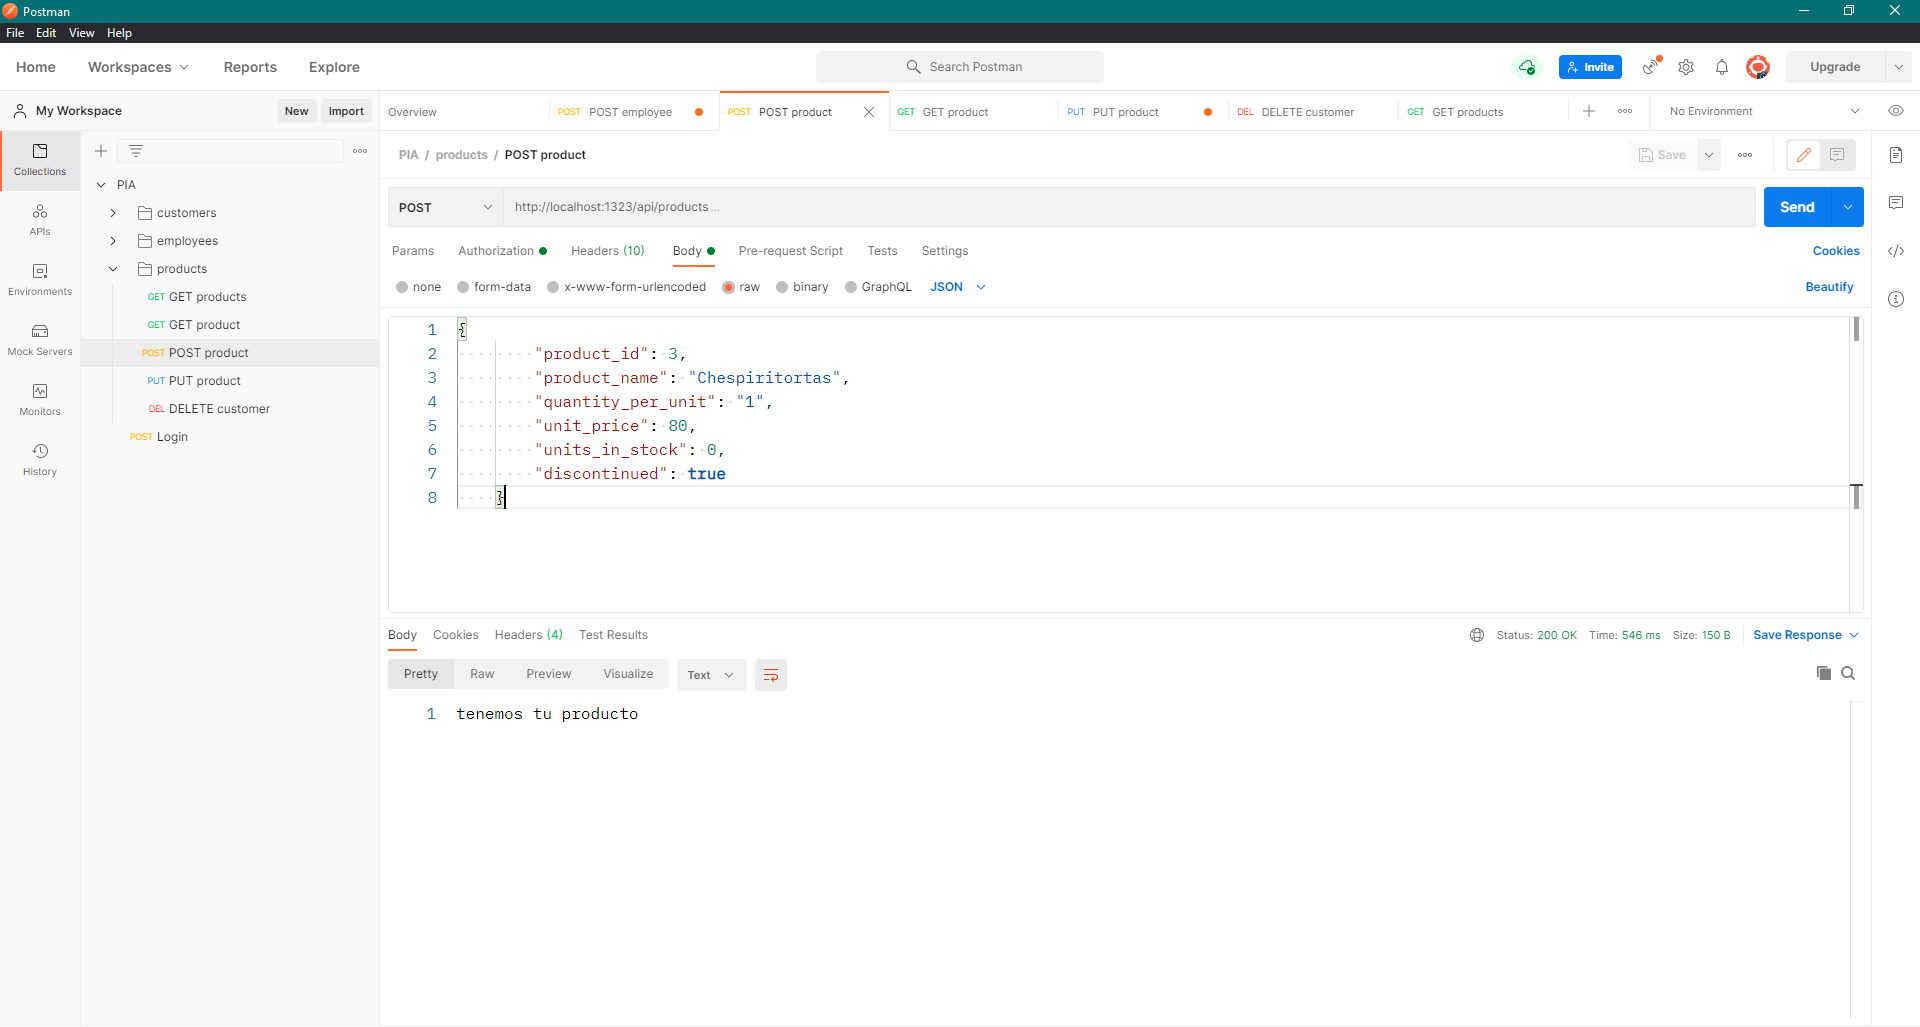 Postman
File Edit View Help
Home Workspaces Reports Explore Search Postman Invite Upgrade
My Workspace New Import Overview POST POST employee POST POST product GET GET product PUT PUT product DEL DELETE customer GET GET products No Environment
Collections
APIs
Environments
Mock Servers
Monitors
History
PIA
customers
employees
products
GET GET products
GET GET product
POST POST product
PUT PUT product
DEL DELETE customer
POST Login
PIA / products / POST product Save
POST http://localhost:1323/api/products... Send
Params Authorization Headers (10) Body Pre-request Script Tests Settings Cookies
none form-data x-www-form-urlencoded raw binary GraphQL JSON Beautify
1 {
2 "product_id": 3,
3 "product_name": "Chespiritortas",
4 "quantity_per_unit": "1",
5 "unit_price": 80,
6 "units_in_stock": 0,
7 "discontinued": true
8 }
Body Cookies Headers (4) Test Results Status: 200 OK Time: 546 ms Size: 150 B Save Response
Pretty Raw Preview Visualize Text
1 tenemos tu producto